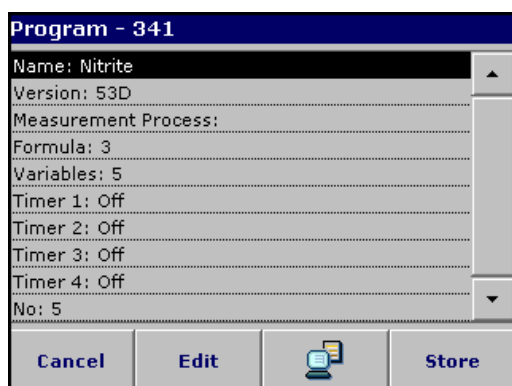 Program - 341
Name: Nitrite
Version: 53D
Measurement Process:
Formula: 3
Variables: 5
Timer 1: Off
Timer 2: Off
Timer 3: Off
Timer 4: Off
No: 5
Cancel Edit Store